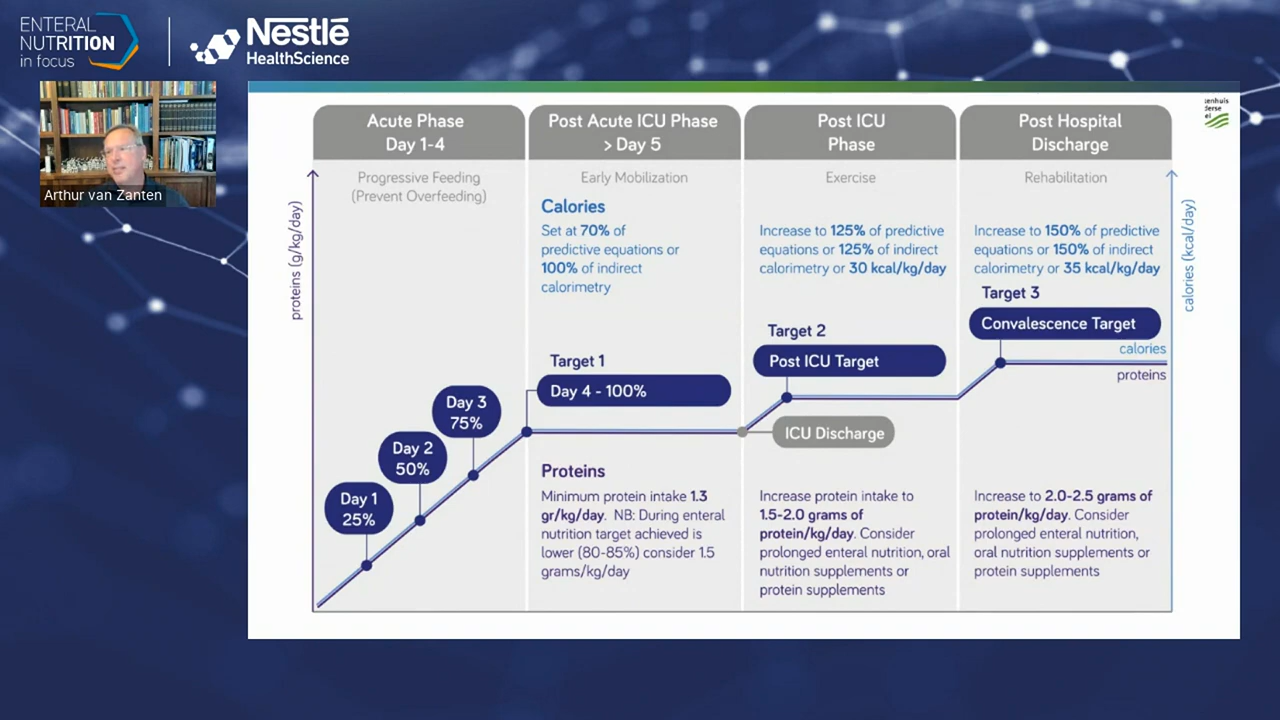 ENTERAL
NUTRITION
in focus
Nestlé
HealthScience
Arthur van Zanten
Acute Phase
Day 1-4
Progressive Feeding
(Prevent Overfeeding)
Post Acute ICU Phase
> Day 5
Early Mobilization
Post ICU
Phase
Exercise
Post Hospital
Discharge
Rehabilitation
enhuis
proteins (g/kg/day)
calories (kcal/day)
Calories
Set at 70% of
predictive equations or
100% of indirect
calorimetry
Increase to 125% of predictive
equations or 125% of indirect
calorimetry or 30 kcal/kg/day
Increase to 150% of predictive
equations or 150% of indirect
calorimetry or 35 kcal/kg/day
Day 1
25%
Day 2
50%
Day 3
75%
Target 1
Day 4 - 100%
Target 2
Post ICU Target
ICU Discharge
Target 3
Convalescence Target
calories
proteins
Proteins
Minimum protein intake 1.3
gr/kg/day. NB: During enteral
nutrition target achieved is
lower (80-85%) consider 1.5
grams/kg/day
Increase protein intake to
1.5-2.0 grams of
protein/kg/day. Consider
prolonged enteral nutrition, oral
nutrition supplements or
protein supplements
Increase to 2.0-2.5 grams of
protein/kg/day. Consider
prolonged enteral nutrition,
oral nutrition supplements or
protein supplements